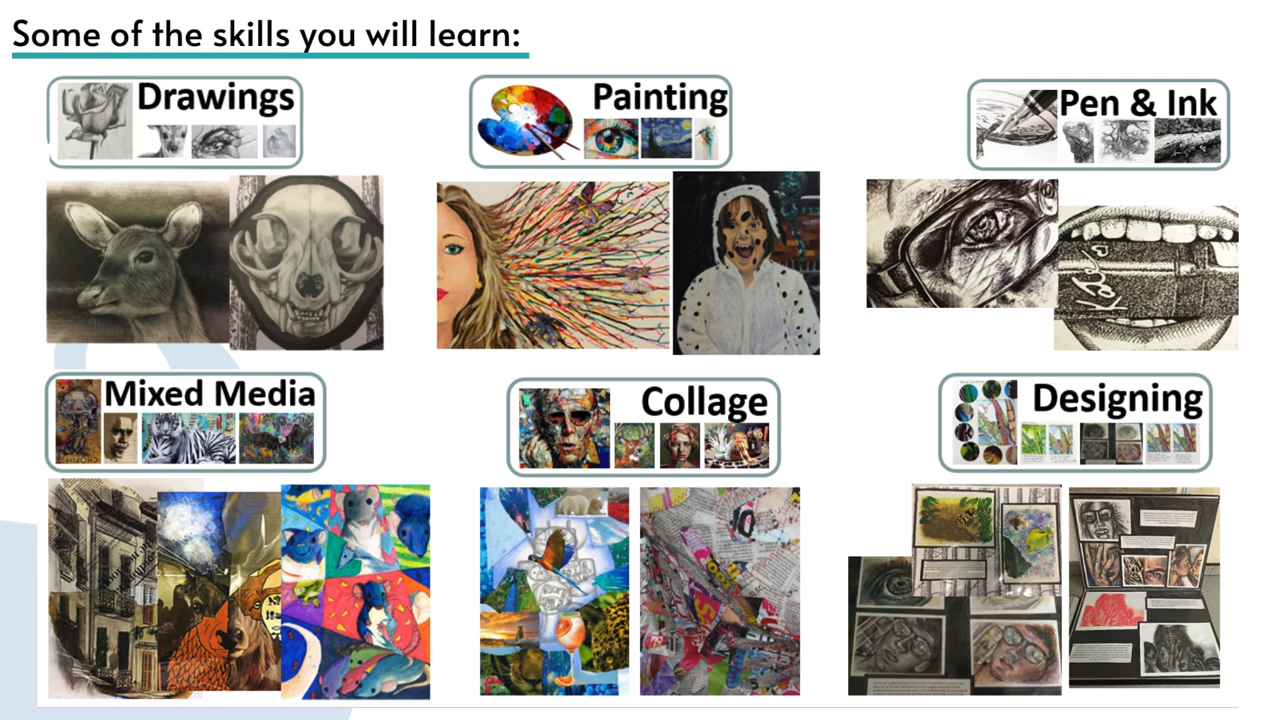 Some of the skills you will learn:
Drawings
Painting
Pen & Ink
Mixed Media
Collage
Designing